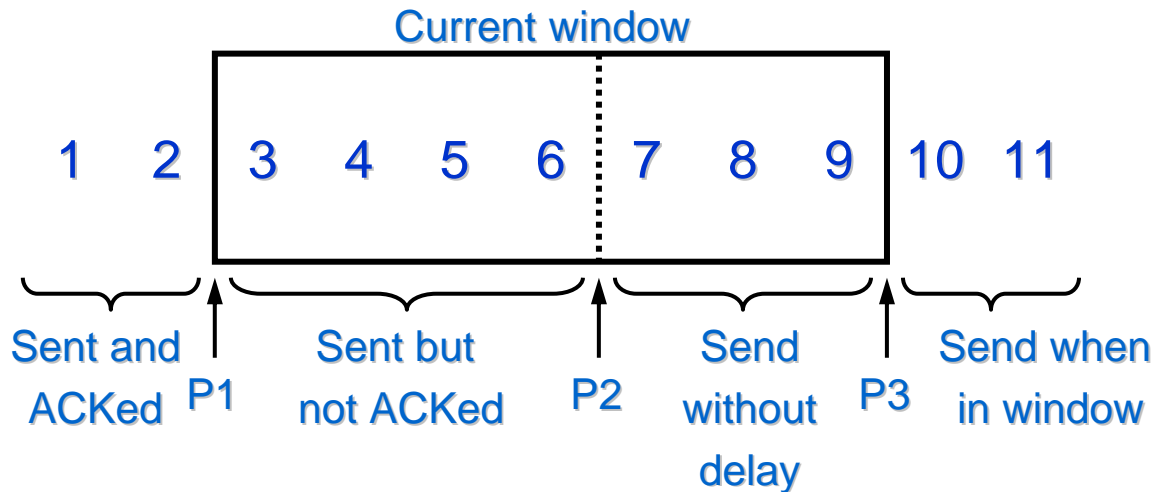 Current window
1 2 3 4 5 6 7 8 9 10 11
Sent and
ACKed
P1
Sent but
not ACKed
P2
Send
without
delay
P3
Send when
in window